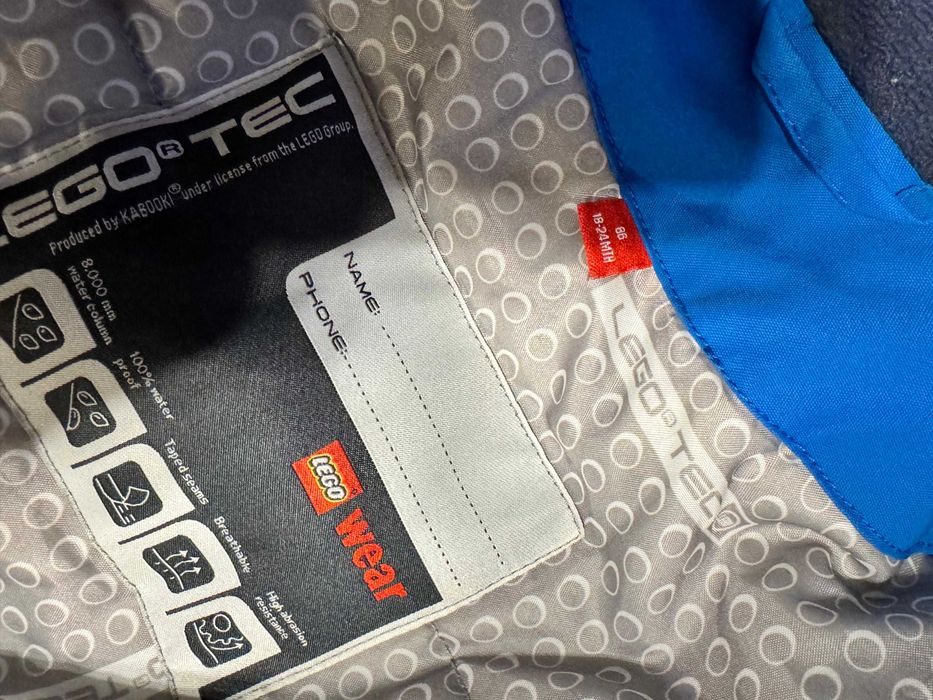 LEGO® TEC
Produced by KABOOKI® under license from the LEGO Group.
8.000 mm
water column
100% water
proof
Taped seams
Breathable
High abrasion
resistance
NAME:
PHONE:
LEGO
wear
86
18-24MTH
LEGO® TEC